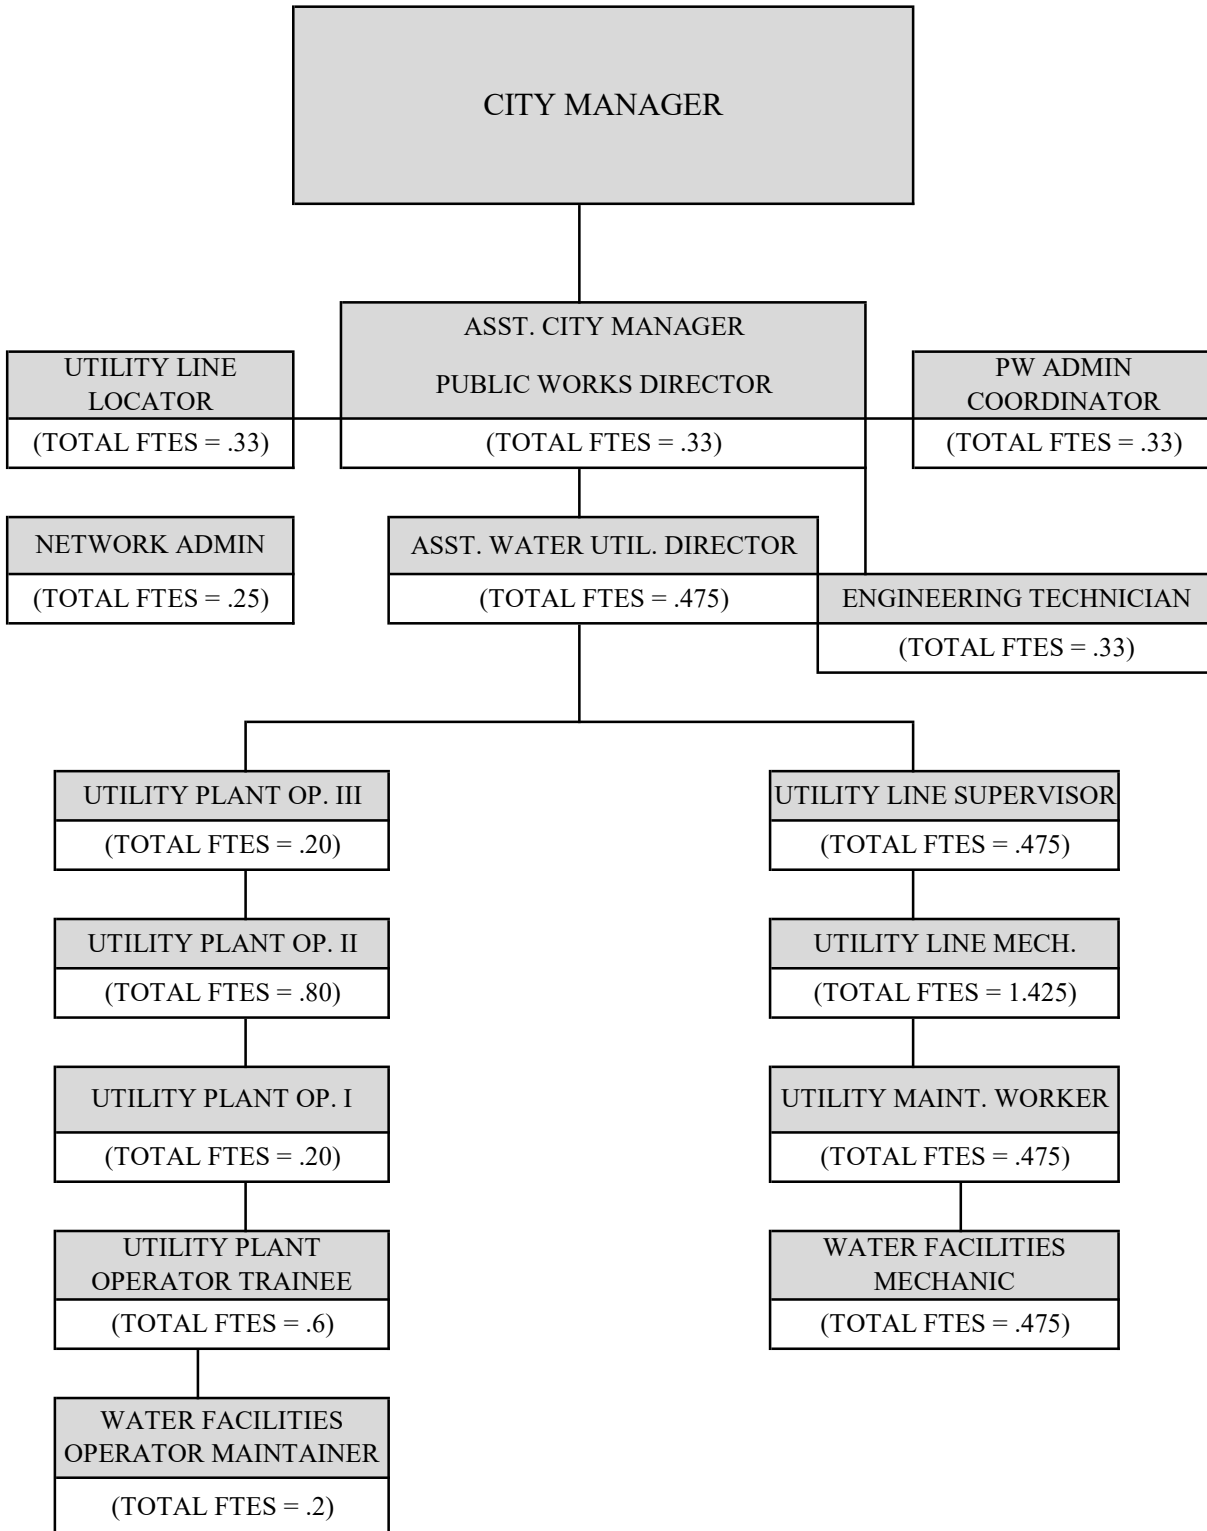 CITY MANAGER
ASST. CITY MANAGER
PUBLIC WORKS DIRECTOR
(TOTAL FTES = .33)
UTILITY LINE
LOCATOR
(TOTAL FTES = .33)
PW ADMIN
COORDINATOR
(TOTAL FTES = .33)
NETWORK ADMIN
(TOTAL FTES = .25)
ASST. WATER UTIL. DIRECTOR
(TOTAL FTES = .475)
ENGINEERING TECHNICIAN
(TOTAL FTES = .33)
UTILITY PLANT OP. III
(TOTAL FTES = .20)
UTILITY PLANT OP. II
(TOTAL FTES = .80)
UTILITY PLANT OP. I
(TOTAL FTES = .20)
UTILITY PLANT
OPERATOR TRAINEE
(TOTAL FTES = .6)
WATER FACILITIES
OPERATOR MAINTAINER
(TOTAL FTES = .2)
UTILITY LINE SUPERVISOR
(TOTAL FTES = .475)
UTILITY LINE MECH.
(TOTAL FTES = 1.425)
UTILITY MAINT. WORKER
(TOTAL FTES = .475)
WATER FACILITIES
MECHANIC
(TOTAL FTES = .475)